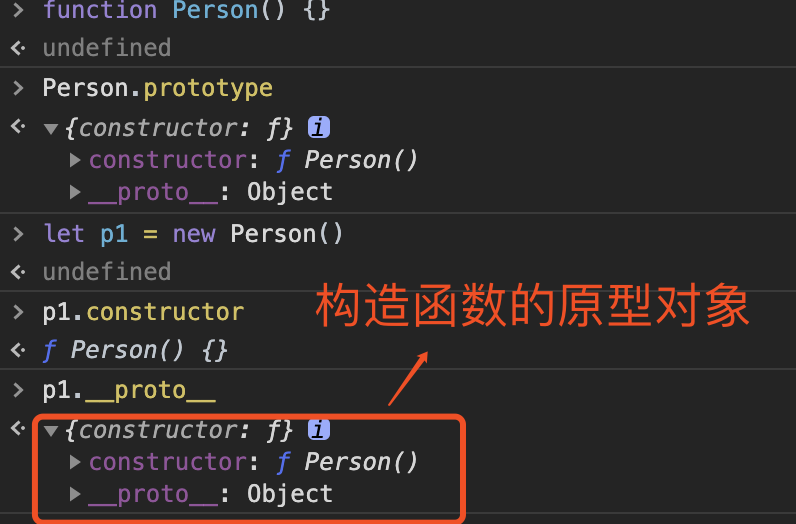 > function Person() {}
<· undefined
> Person.prototype
<· ▼{constructor: ƒ} i
▶constructor: ƒ Person()
▶__proto__: Object
> let p1 = new Person()
<· undefined
> p1.constructor
构造函数的原型对象
<· ƒ Person() {}
> p1.__proto__
<· ▼{constructor: ƒ} i
▶constructor: ƒ Person()
▶__proto__: Object